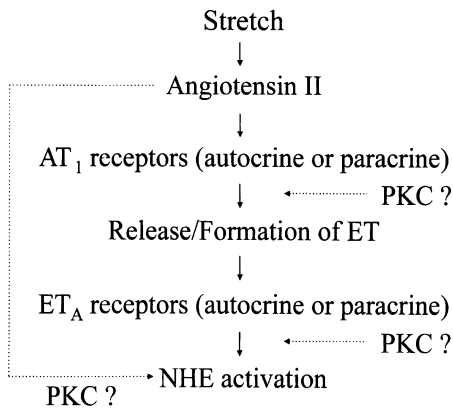 Stretch
Angiotensin II
AT1 receptors (autocrine or paracrine)
PKC ?
Release/Formation of ET
ETA receptors (autocrine or paracrine)
PKC ?
NHE activation
PKC ?